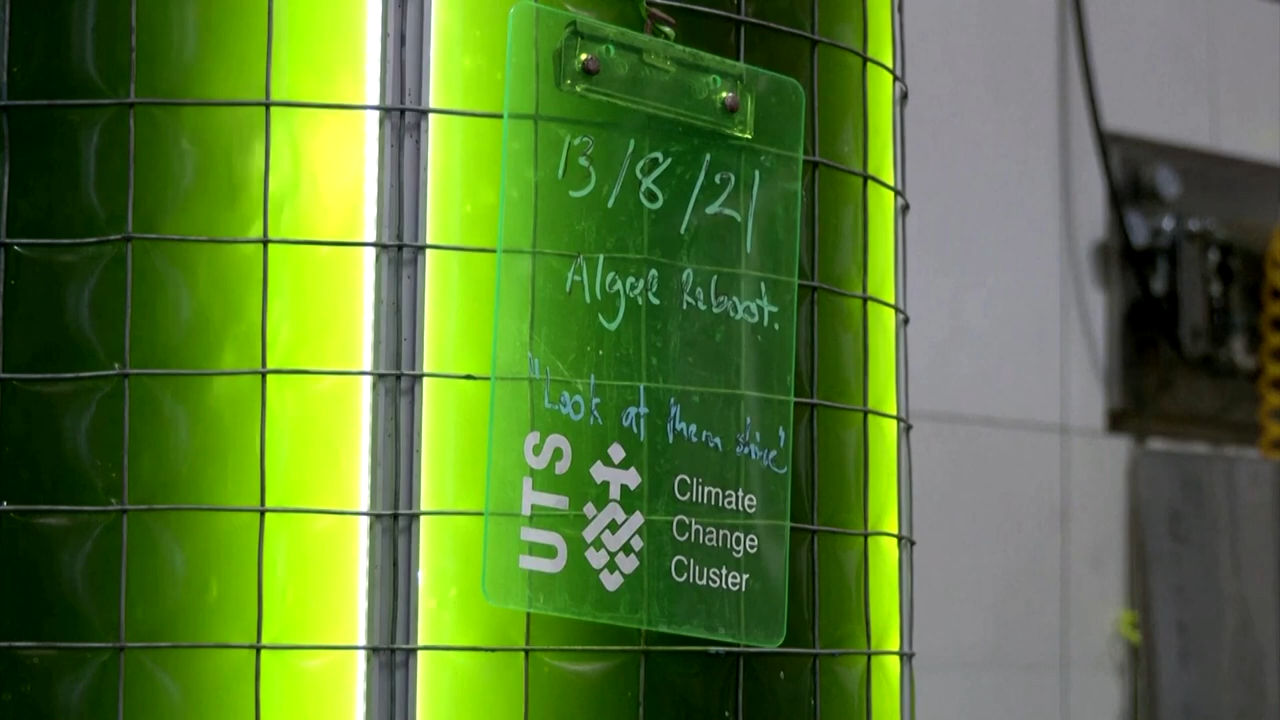 13/8/21
Algae Reboot.
"Look at them shine"
UTS
Climate
Change
Cluster